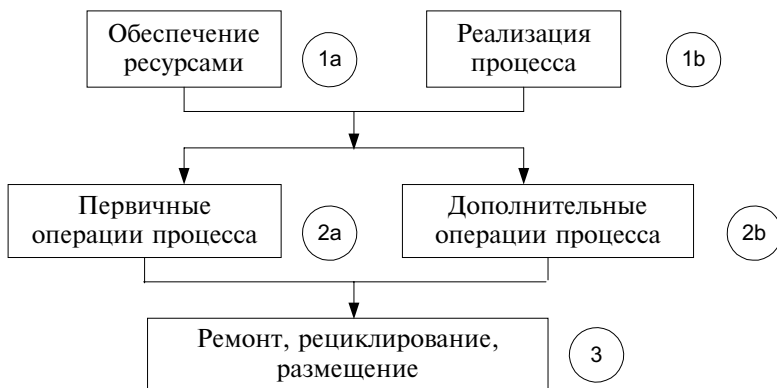 Обеспечение
ресурсами
1a
Реализация
процесса
1b
Первичные
операции процесса
2a
Дополнительные
операции процесса
2b
Ремонт, рециклирование,
размещение
3